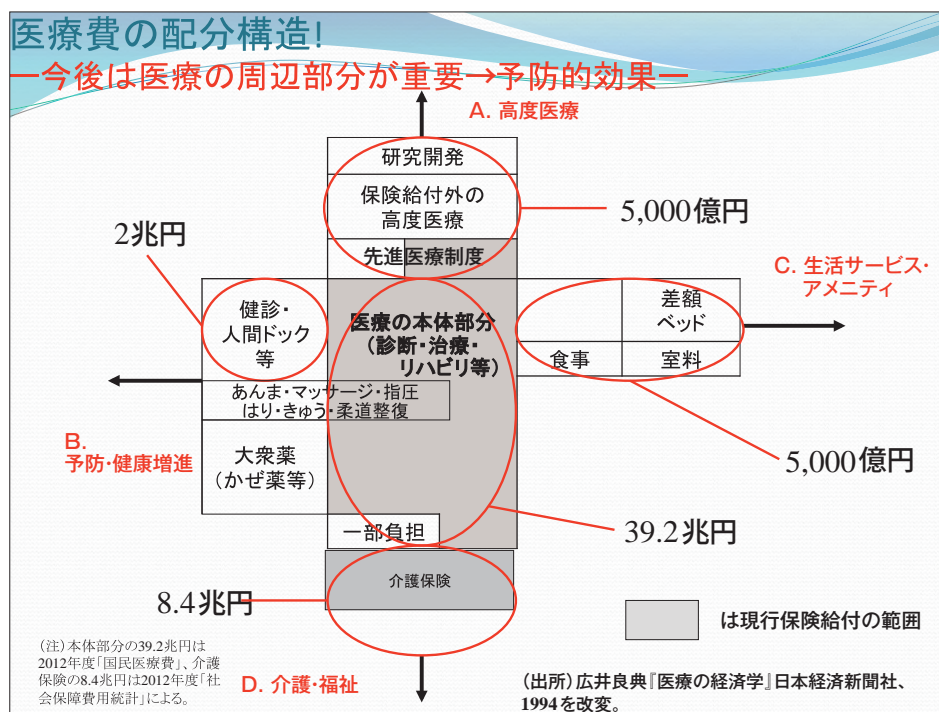 医療費の配分構造!
―今後は医療の周辺部分が重要→予防的効果―
A. 高度医療
研究開発
保険給付外の
高度医療
5,000億円
2兆円
先進医療制度
C. 生活サービス・
アメニティ
健診・
人間ドック
等
医療の本体部分
(診断・治療・
リハビリ等)
差額
ベッド
食事
室料
あんま・マッサージ・指圧
はり・きゅう・柔道整復
B.
予防・健康増進
大衆薬
(かぜ薬等)
5,000億円
一部負担
39.2兆円
介護保険
8.4兆円
は現行保険給付の範囲
(注)本体部分の39.2兆円は
2012年度「国民医療費」、介護
保険の8.4兆円は2012年度「社
会保障費用統計」による。
D. 介護・福祉
(出所)広井良典『医療の経済学』日本経済新聞社、
1994を改変。